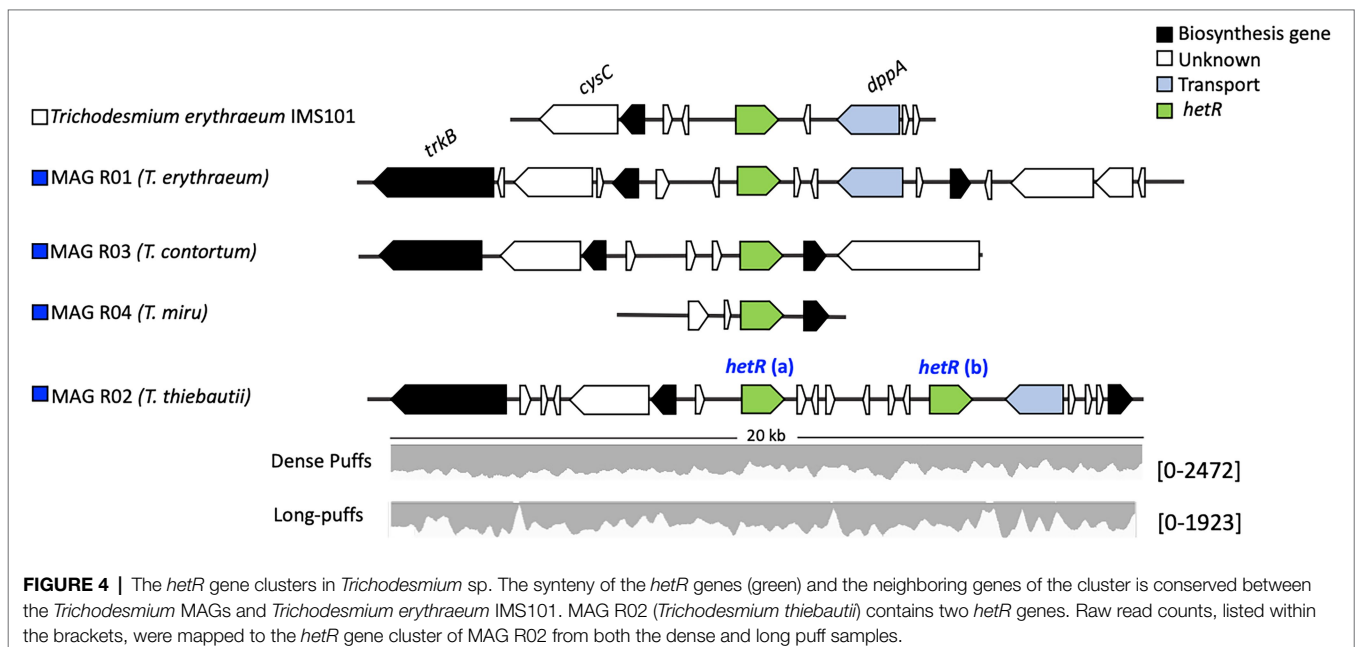 Biosynthesis gene
Unknown
Transport
hetR
cysC
dppA
Trichodesmium erythraeum IMS101
trkB
MAG R01 (T. erythraeum)
MAG R03 (T. contortum)
MAG R04 (T. miru)
hetR (a)
hetR (b)
MAG R02 (T. thiebautii)
20 kb
Dense Puffs
[0-2472]
Long-puffs
[0-1923]
FIGURE 4 | The hetR gene clusters in Trichodesmium sp. The synteny of the hetR genes (green) and the neighboring genes of the cluster is conserved between
the Trichodesmium MAGs and Trichodesmium erythraeum IMS101. MAG R02 (Trichodesmium thiebautii) contains two hetR genes. Raw read counts, listed within
the brackets, were mapped to the hetR gene cluster of MAG R02 from both the dense and long puff samples.